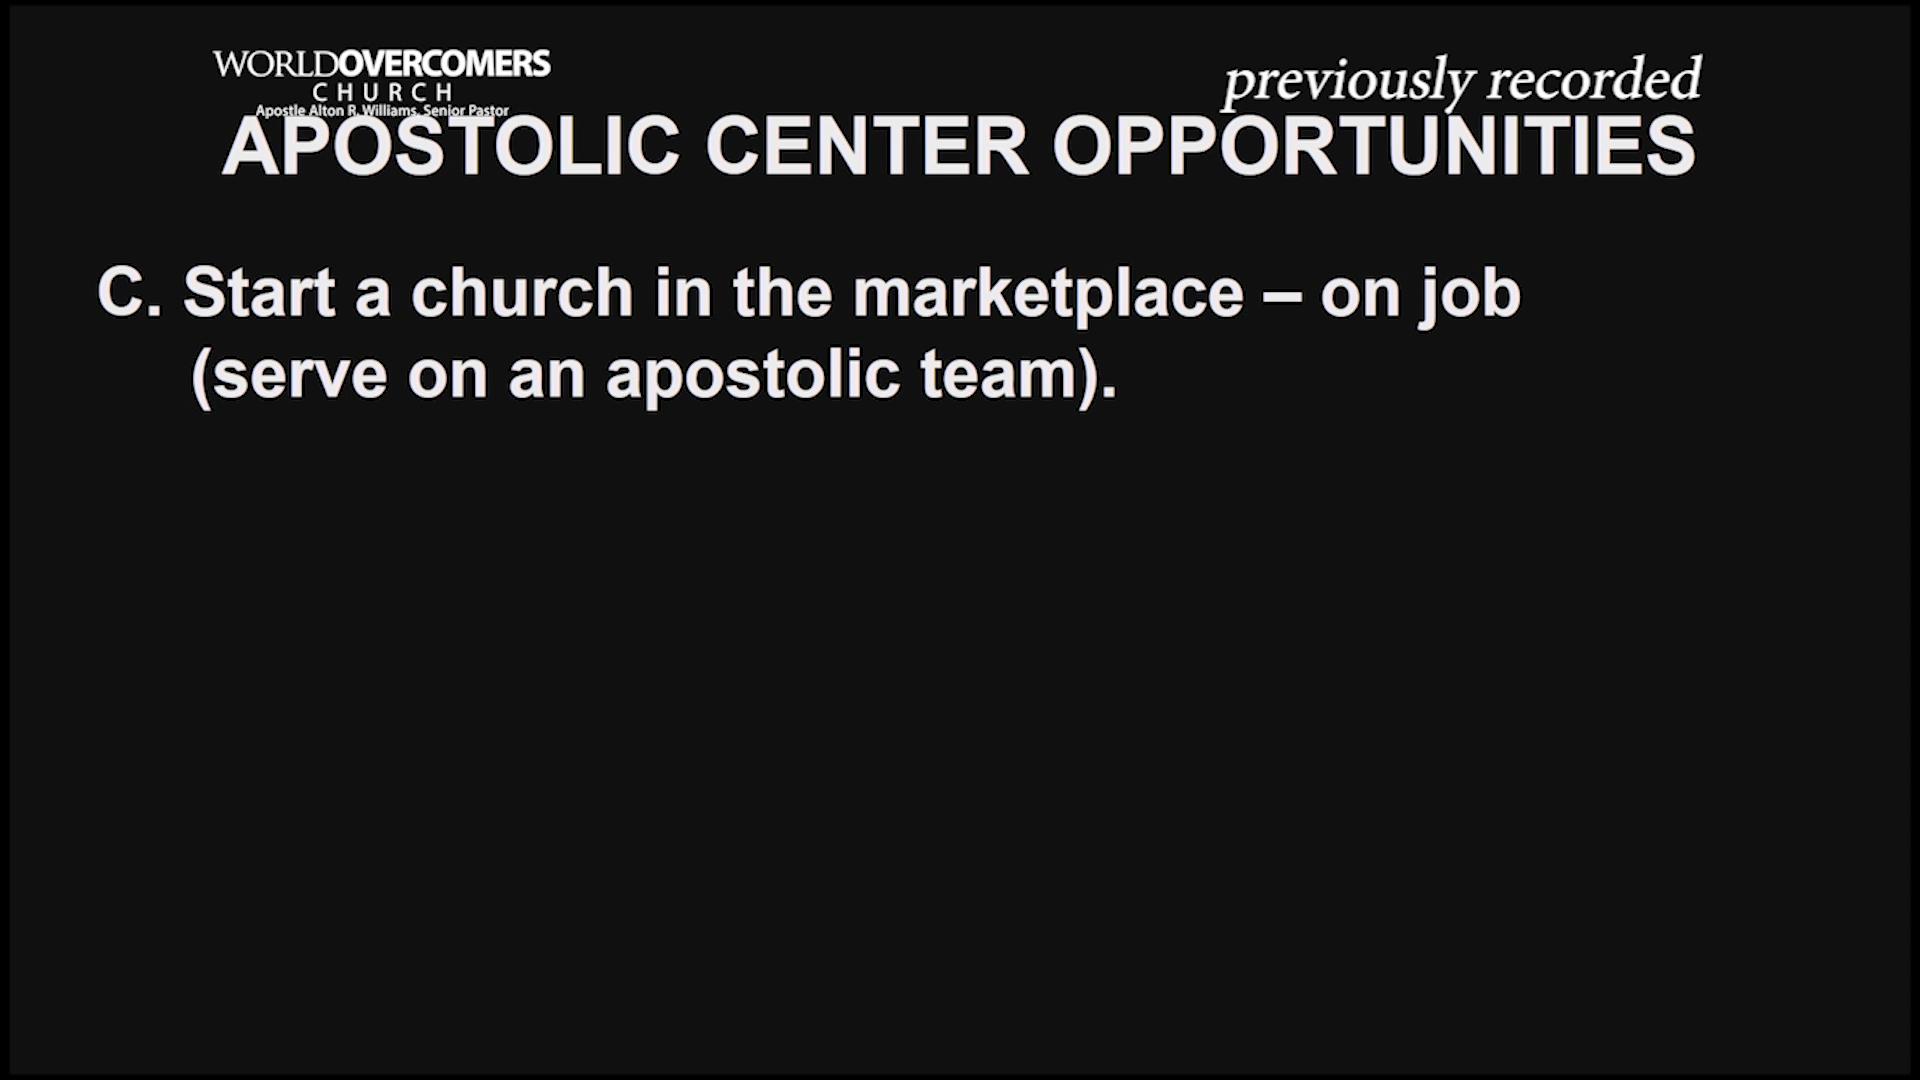 WORLDOVERCOMERS
CHURCH
Apostle Alton R. Williams, Senior Pastor
previously recorded
APOSTOLIC CENTER OPPORTUNITIES
C. Start a church in the marketplace – on job
(serve on an apostolic team).